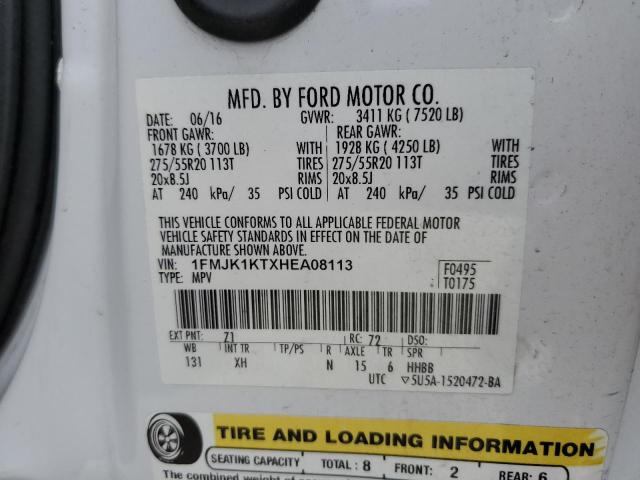 MFD. BY FORD MOTOR CO.
DATE: 06/16 GVWR: 3411 KG ( 7520 LB)
FRONT GAWR: REAR GAWR:
1678 KG ( 3700 LB) WITH 1928 KG ( 4250 LB) WITH
275/55R20 113T TIRES 275/55R20 113T TIRES
20x8.5J RIMS 20x8.5J RIMS
AT 240 kPa/ 35 PSI COLD AT 240 kPa/ 35 PSI COLD
THIS VEHICLE CONFORMS TO ALL APPLICABLE FEDERAL MOTOR
VEHICLE SAFETY STANDARDS IN EFFECT ON THE DATE OF
MANUFACTURE SHOWN ABOVE.
VIN: 1FMJK1KTXHEA08113 F0495
TYPE: MPV T0175
EXT PNT: Z1 RC: 72 DSO:
WB INT TR TP/PS R AXLE TR SPR
131 XH N 15 6 HHBB
UTC ▽5U5A-1520472-BA
TIRE AND LOADING INFORMATION
SEATING CAPACITY TOTAL : 8 FRONT: 2 REAR: 6
The combined weight of